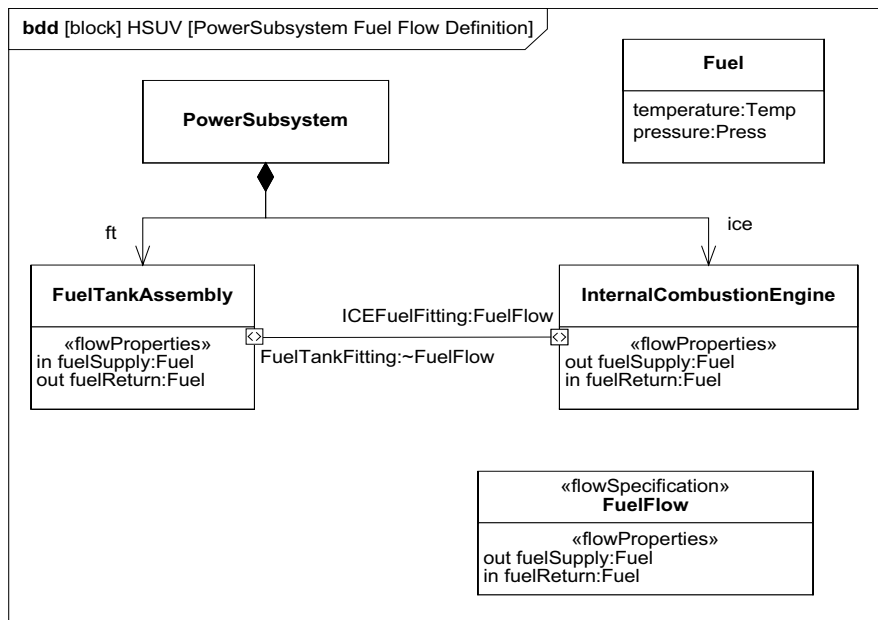 bdd [block] HSUV [PowerSubsystem Fuel Flow Definition]
Fuel
temperature:Temp
pressure:Press
PowerSubsystem
ft
ice
FuelTankAssembly
«flowProperties»
in fuelSupply:Fuel
out fuelReturn:Fuel
ICEFuelFitting:FuelFlow
FuelTankFitting:~FuelFlow
InternalCombustionEngine
«flowProperties»
out fuelSupply:Fuel
in fuelReturn:Fuel
«flowSpecification»
FuelFlow
«flowProperties»
out fuelSupply:Fuel
in fuelReturn:Fuel